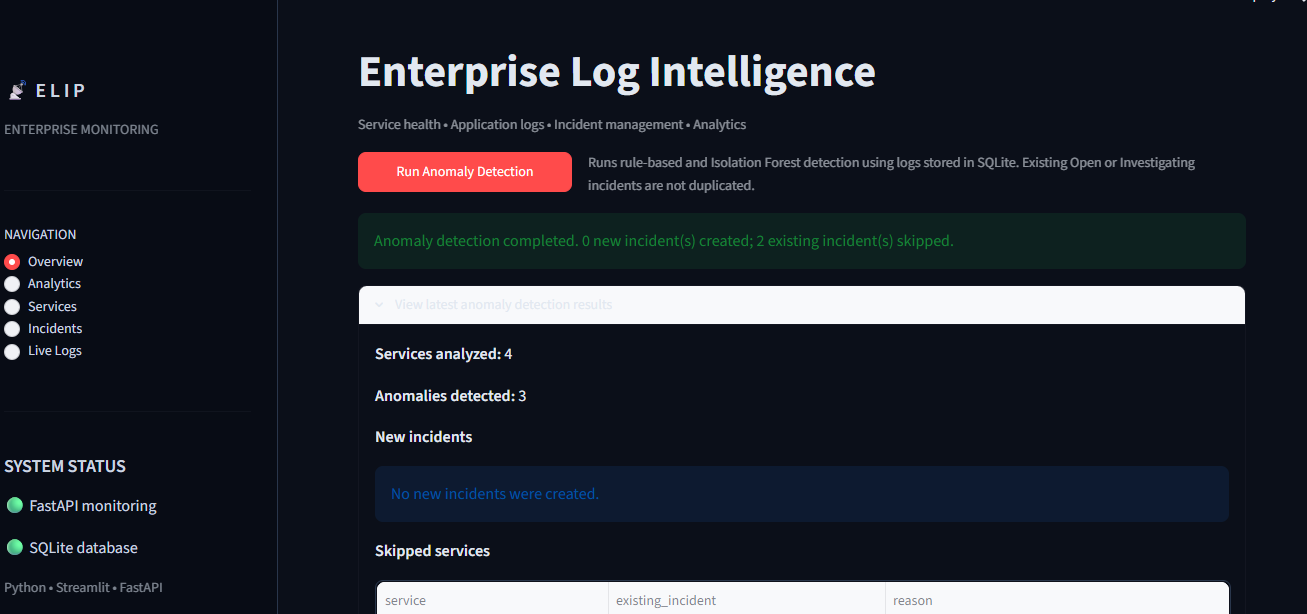 ELIP
ENTERPRISE MONITORING
NAVIGATION
Overview
Analytics
Services
Incidents
Live Logs
SYSTEM STATUS
FastAPI monitoring
SQLite database
Python • Streamlit • FastAPI
Enterprise Log Intelligence
Service health • Application logs • Incident management • Analytics
Run Anomaly Detection
Runs rule-based and Isolation Forest detection using logs stored in SQLite. Existing Open or Investigating
incidents are not duplicated.
Anomaly detection completed. 0 new incident(s) created; 2 existing incident(s) skipped.
View latest anomaly detection results
Services analyzed: 4
Anomalies detected: 3
New incidents
No new incidents were created.
Skipped services
service existing_incident reason